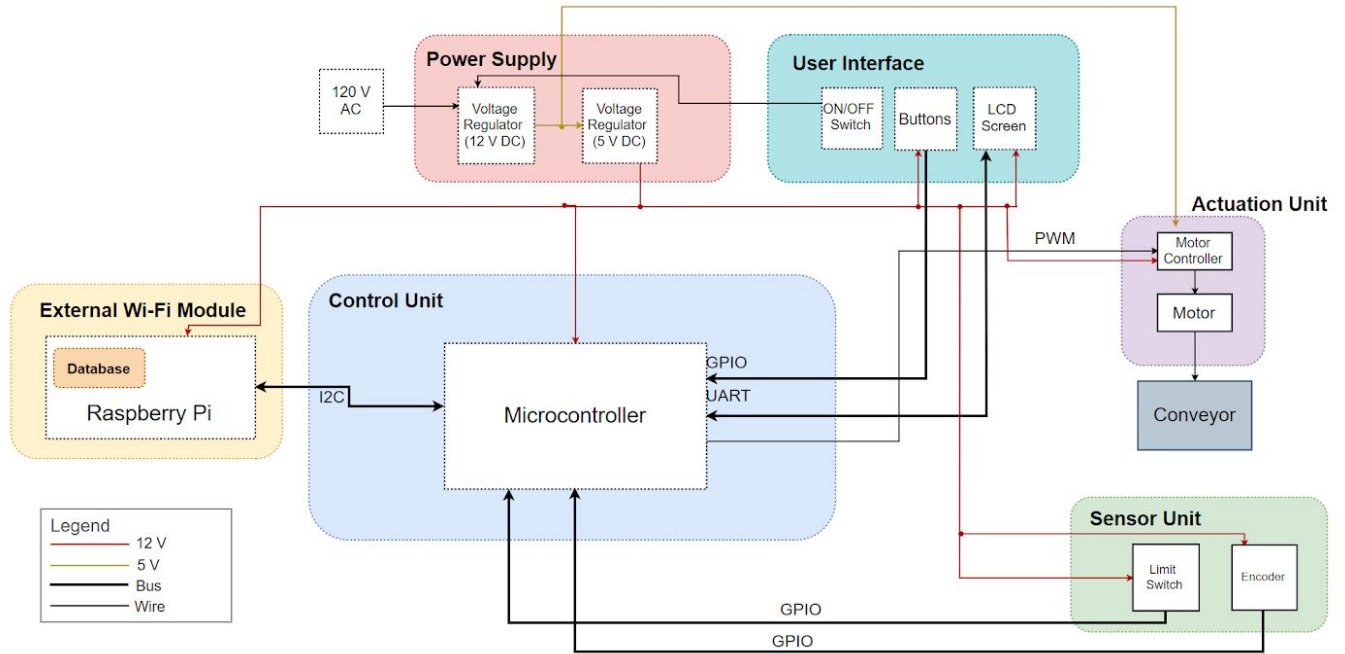 Power Supply
User Interface
120 V
AC
Voltage
Regulator
(12 V DC)
Voltage
Regulator
(5 V DC)
ON/OFF
Switch
Buttons
LCD
Screen
Actuation Unit
PWM
Motor
Controller
Motor
Conveyor
External Wi-Fi Module
Database
Raspberry Pi
I2C
Control Unit
Microcontroller
GPIO
UART
Legend
12 V
5 V
Bus
Wire
Sensor Unit
Limit
Switch
Encoder
GPIO
GPIO